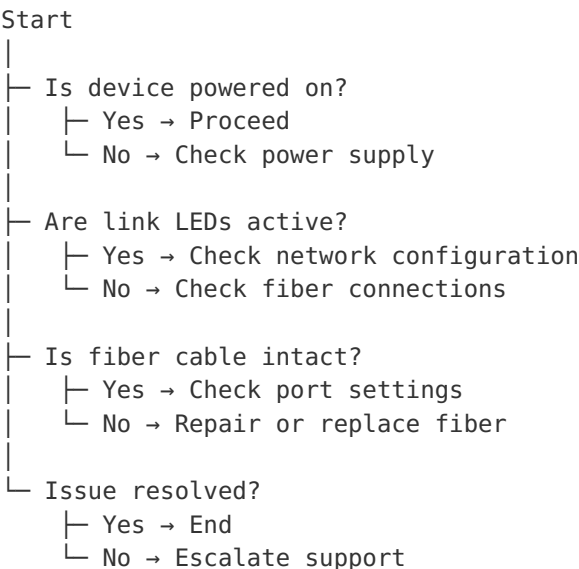 Start
│
├─ Is device powered on?
│   ├─ Yes → Proceed
│   └─ No → Check power supply
│
├─ Are link LEDs active?
│   ├─ Yes → Check network configuration
│   └─ No → Check fiber connections
│
├─ Is fiber cable intact?
│   ├─ Yes → Check port settings
│   └─ No → Repair or replace fiber
│
└─ Issue resolved?
    ├─ Yes → End
    └─ No → Escalate support